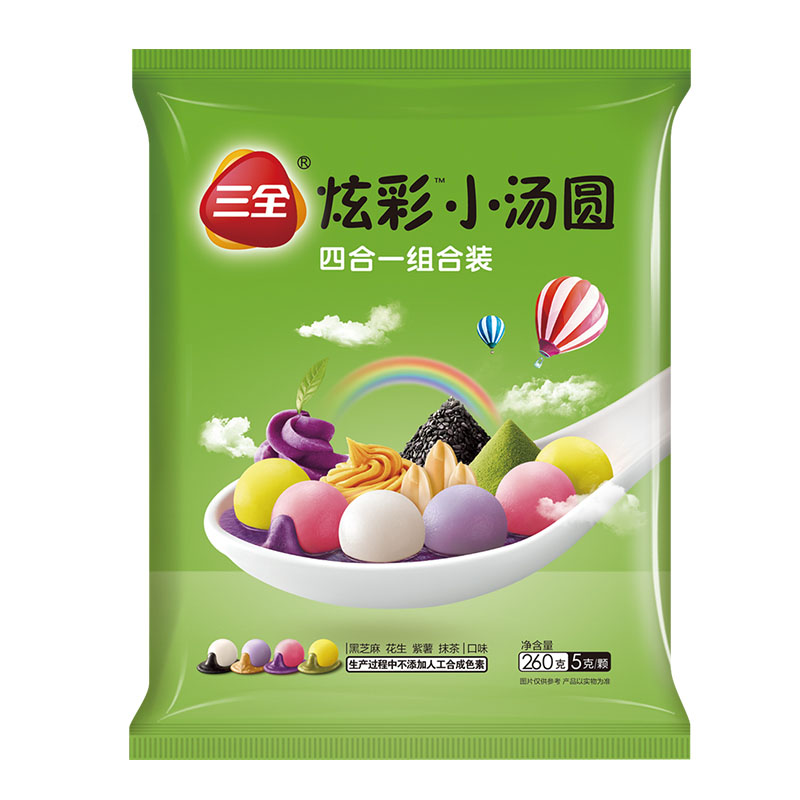 三全®
炫彩™小汤圆
四合一组合装
黑芝麻 花生 紫薯 抹茶|口味
生产过程中不添加人工合成色素
净含量
260克 5克/颗
图片仅供参考 产品以实物为准